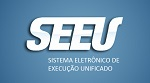 SEEU
SISTEMA ELETRÔNICO DE
EXECUÇÃO UNIFICADO